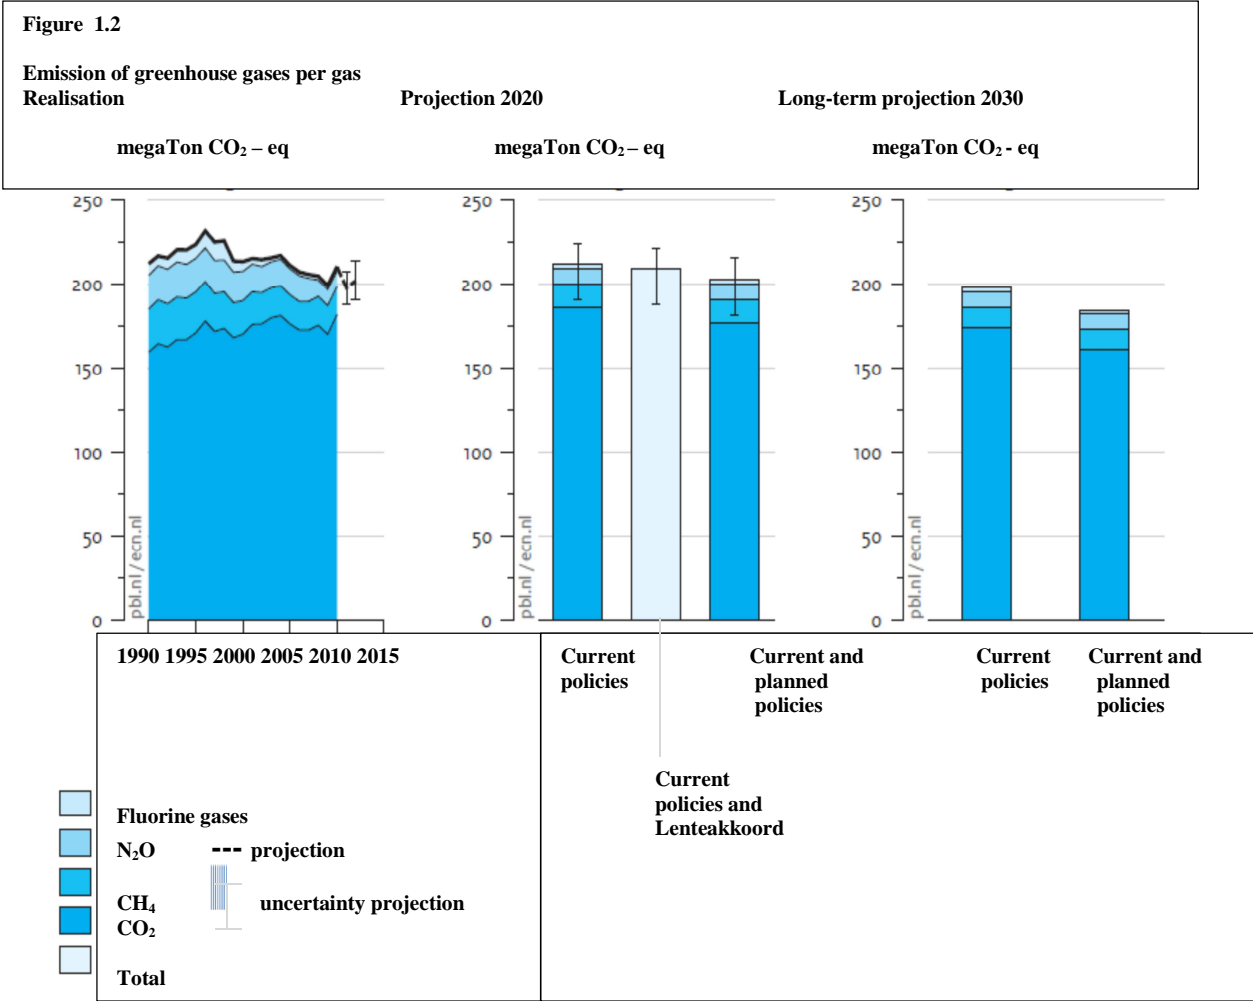 Figure 1.2
Emission of greenhouse gases per gas
Realisation Projection 2020 Long-term projection 2030
megaTon CO₂ – eq megaTon CO₂ – eq megaTon CO₂ - eq
250 250 250
200 200 200
150 150 150
100 100 100
50 50 50
0 0 0
pbl.nl / ecn.nl pbl.nl / ecn.nl pbl.nl / ecn.nl
1990 1995 2000 2005 2010 2015
Current policies
Current and planned policies
Current policies
Current and planned policies
Current policies and Lenteakkoord
Fluorine gases
N₂O projection
CH₄ uncertainty projection
CO₂
Total